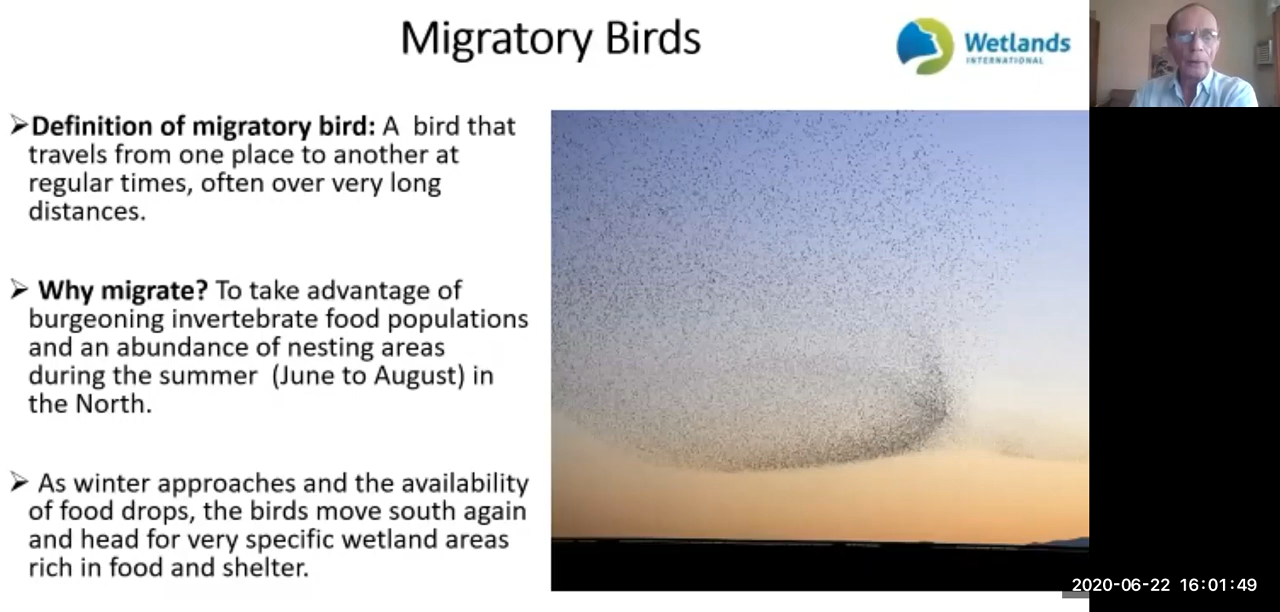 Migratory Birds
Wetlands
INTERNATIONAL
➢Definition of migratory bird: A  bird that
travels from one place to another at
regular times, often over very long
distances.
➢ Why migrate? To take advantage of
burgeoning invertebrate food populations
and an abundance of nesting areas
during the summer  (June to August) in
the North.
➢ As winter approaches and the availability
of food drops, the birds move south again
and head for very specific wetland areas
rich in food and shelter.
2020-06-22 16:01:49